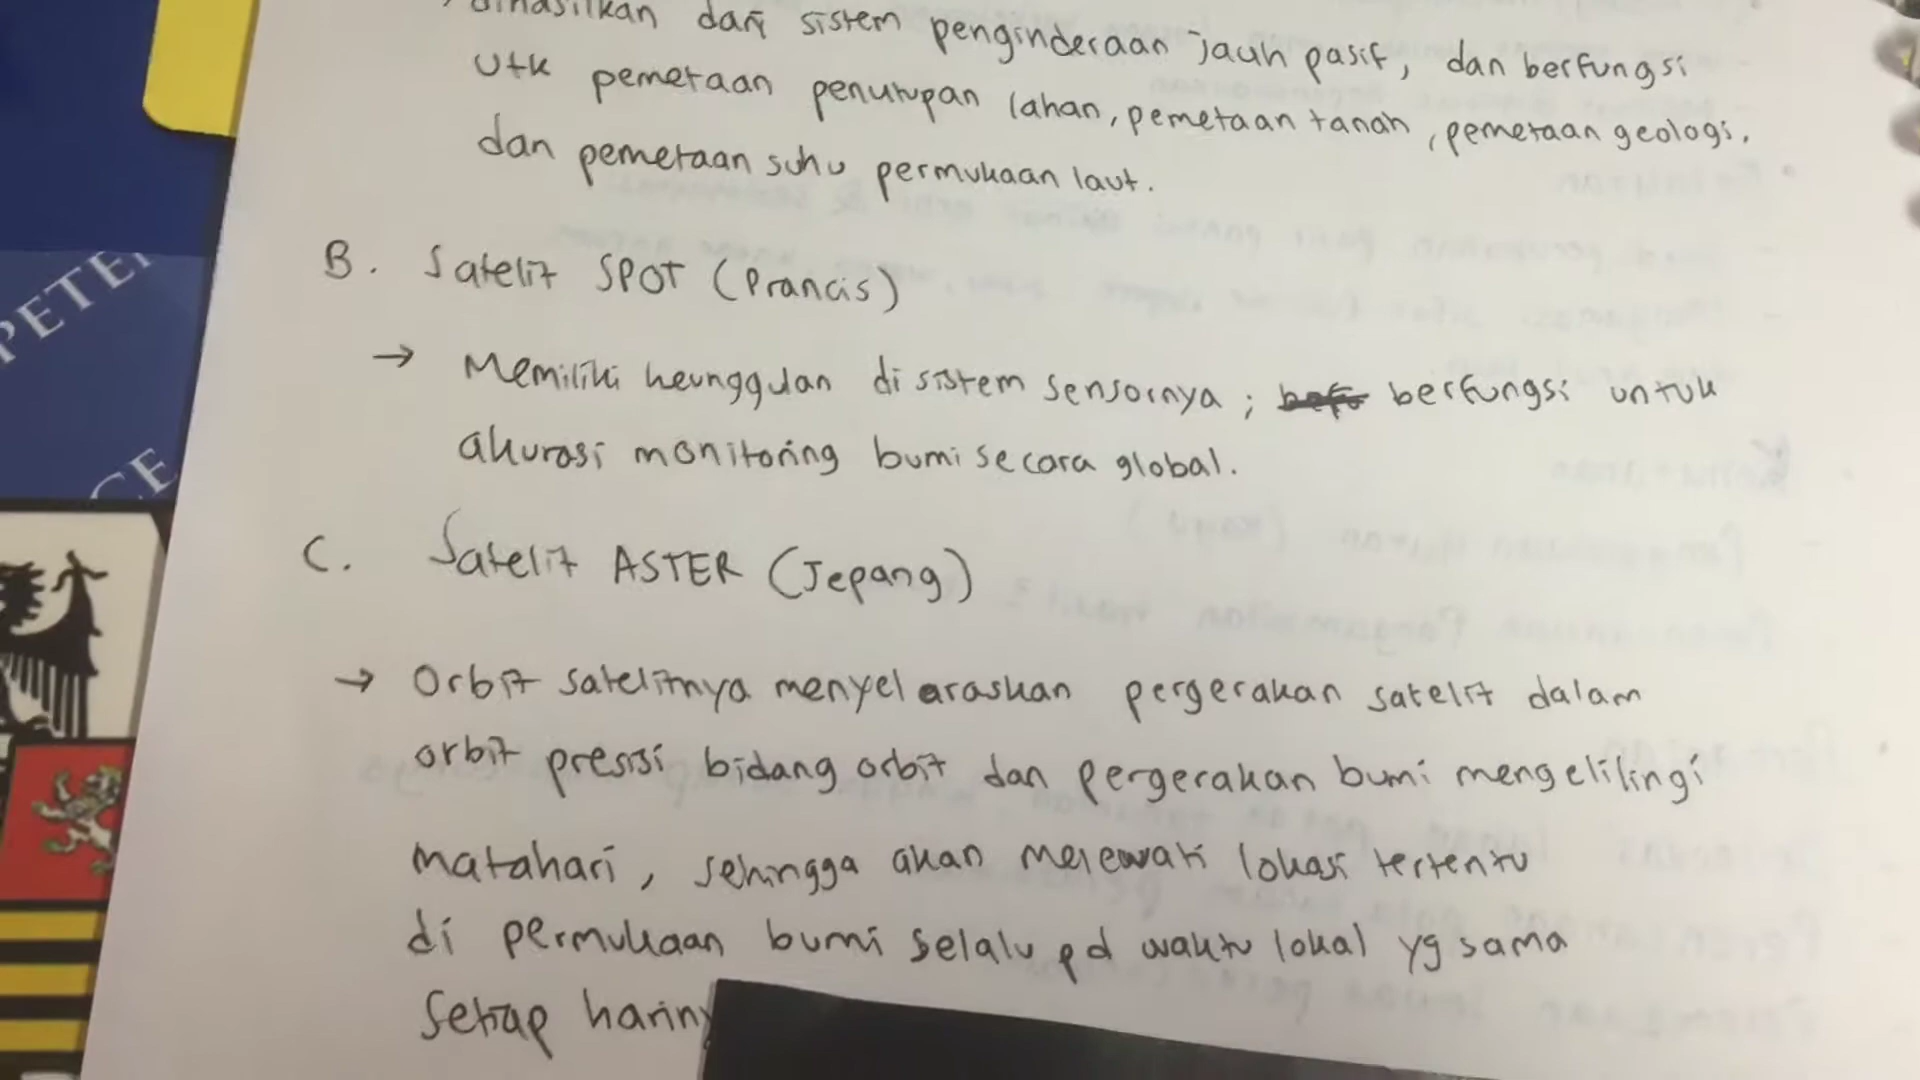 dihasilkan dari sistem penginderaan jauh pasif, dan berfungsi
utk pemetaan penutupan lahan, pemetaan tanah, pemetaan geologi,
dan pemetaan suhu permukaan laut.
B. Satelit SPOT (Prancis)
→ Memiliki keunggulan di sistem sensornya; berfungsi untuk
akurasi monitoring bumi secara global.
C. Satelit ASTER (Jepang)
→ Orbit satelitnya menyelaraskan pergerakan satelit dalam
orbit presisi bidang orbit dan pergerakan bumi mengelilingi
matahari, sehingga akan melewati lokasi tertentu
di permukaan bumi selalu pd waktu lokal yg sama
Setiap hariny
PETE
CE